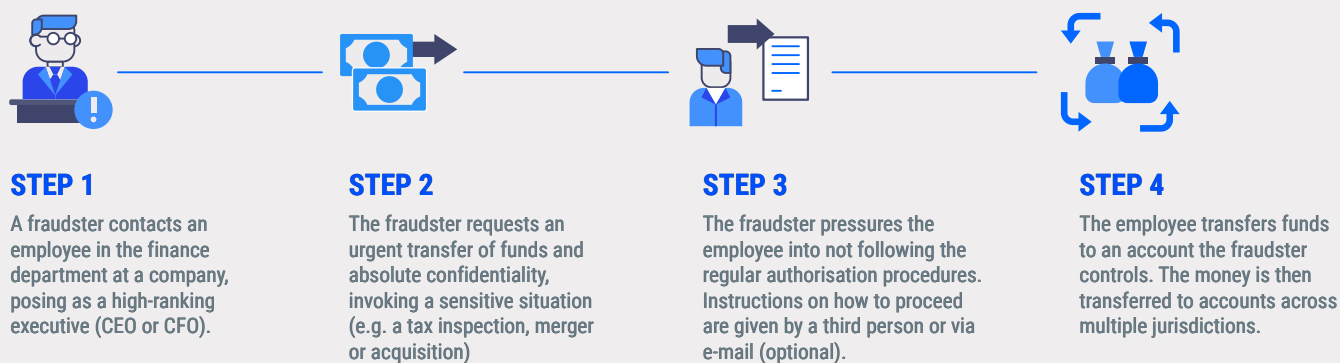 STEP 1
A fraudster contacts an
employee in the finance
department at a company,
posing as a high-ranking
executive (CEO or CFO).
STEP 2
The fraudster requests an
urgent transfer of funds and
absolute confidentiality,
invoking a sensitive situation
(e.g. a tax inspection, merger
or acquisition)
STEP 3
The fraudster pressures the
employee into not following the
regular authorisation procedures.
Instructions on how to proceed
are given by a third person or via
e-mail (optional).
STEP 4
The employee transfers funds
to an account the fraudster
controls. The money is then
transferred to accounts across
multiple jurisdictions.